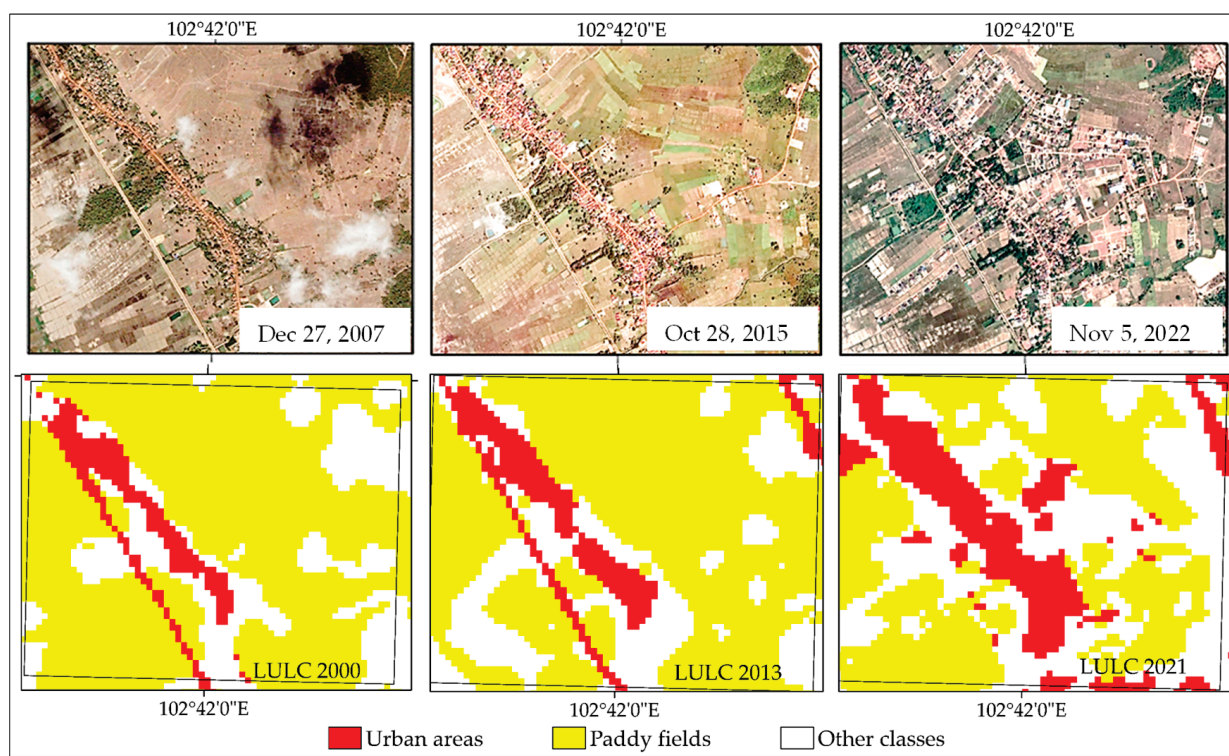 102°42'0"E 102°42'0"E 102°42'0"E
Dec 27, 2007 Oct 28, 2015 Nov 5, 2022
LULC 2000 LULC 2013 LULC 2021
102°42'0"E 102°42'0"E 102°42'0"E
Urban areas Paddy fields Other classes